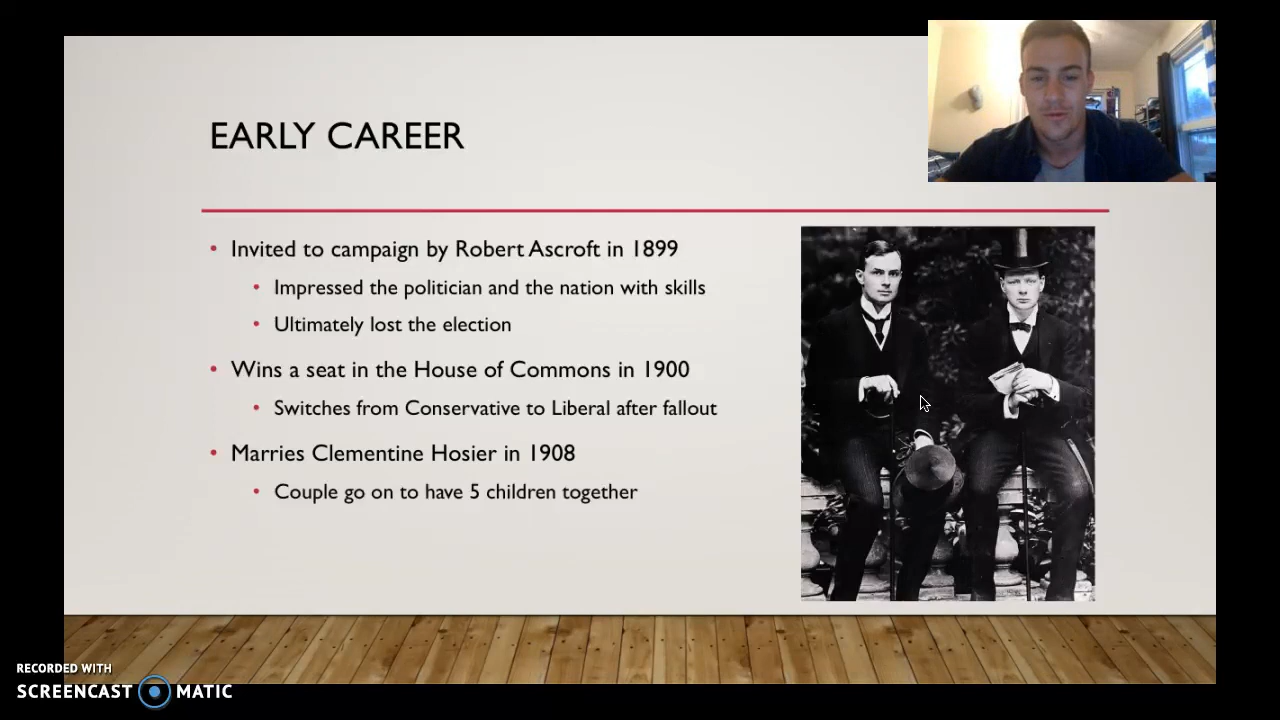 EARLY CAREER
• Invited to campaign by Robert Ascroft in 1899
• Impressed the politician and the nation with skills
• Ultimately lost the election
• Wins a seat in the House of Commons in 1900
• Switches from Conservative to Liberal after fallout
• Marries Clementine Hosier in 1908
• Couple go on to have 5 children together
RECORDED WITH
SCREENCAST MATIC